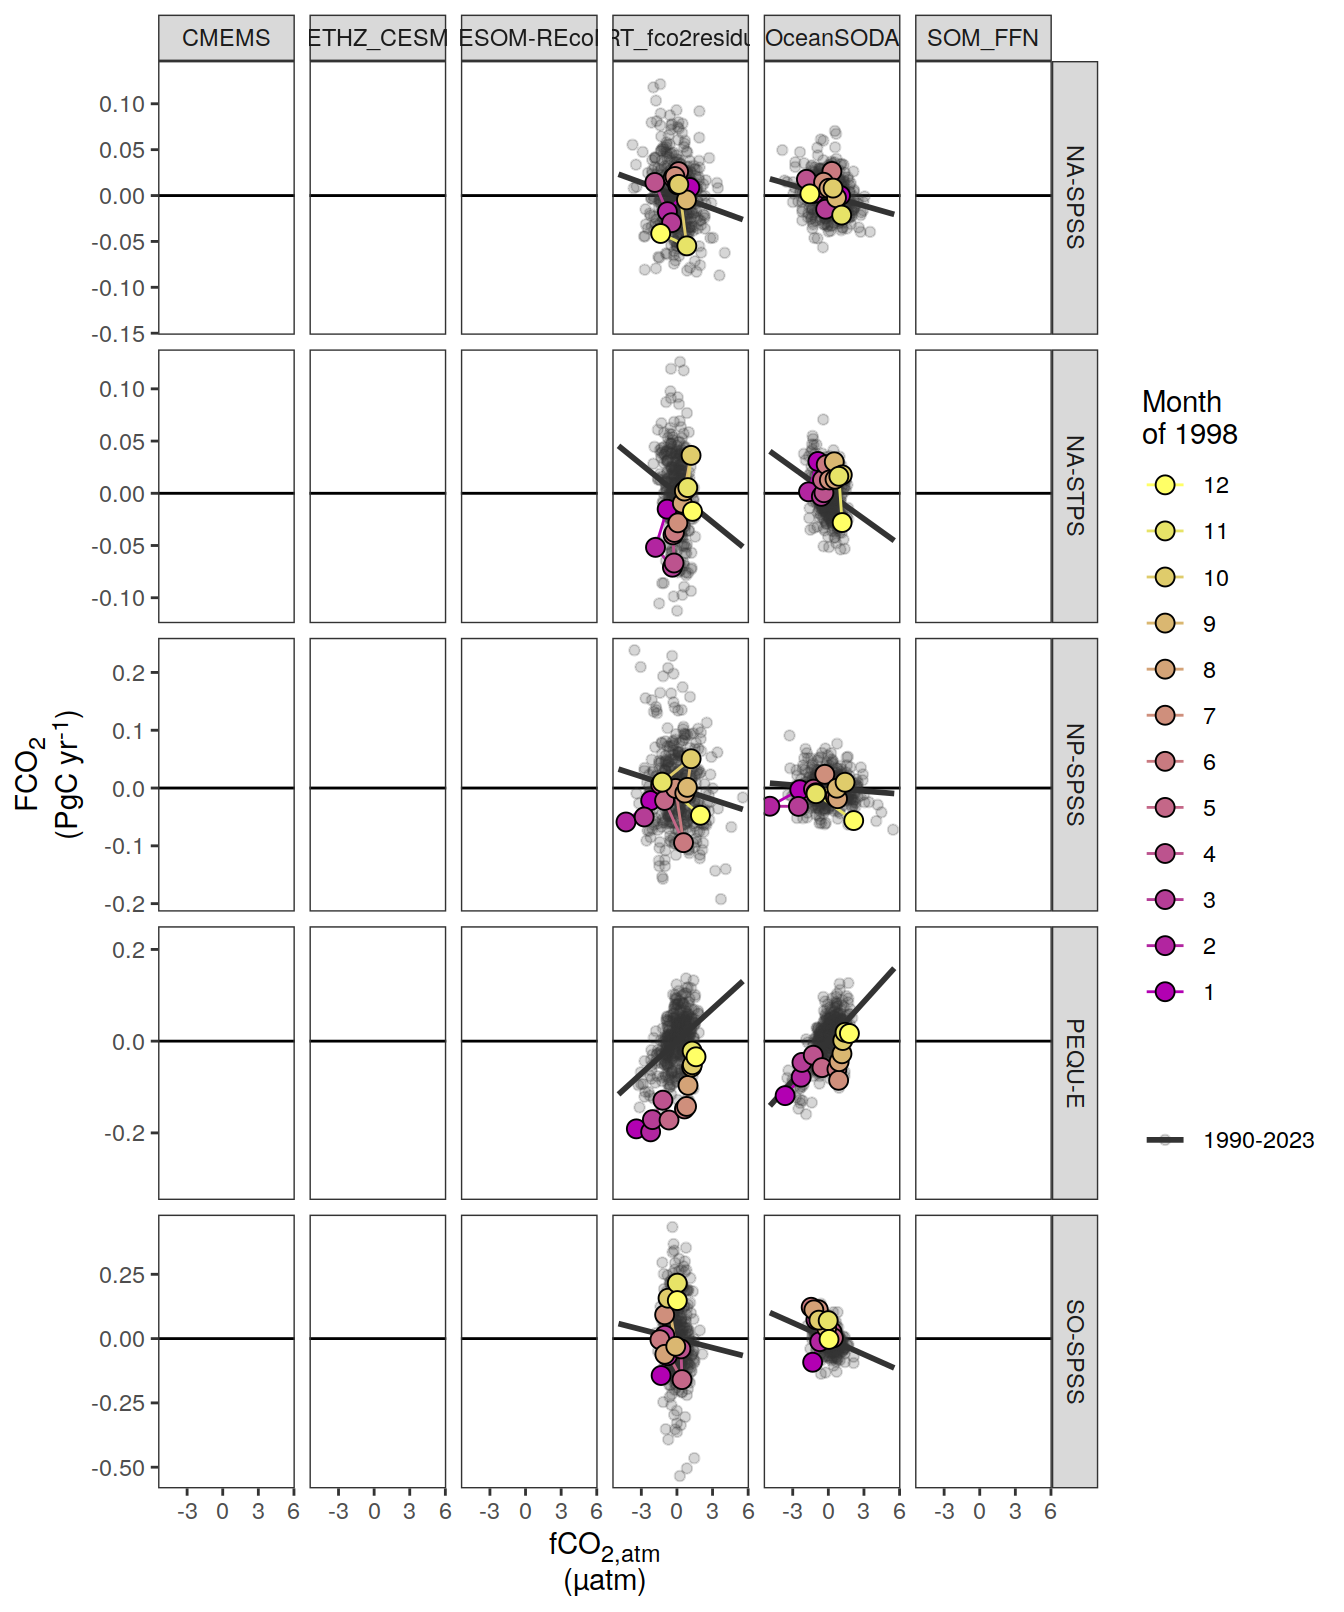 CMEMS ETHZ_CESM ESOM-REcoM RT_fco2residu OceanSODA SOM_FFN
0.10
0.05
0.00
-0.05
-0.10
-0.15
NA-SPSS
0.10
0.05
0.00
-0.05
-0.10
NA-STPS
0.2
0.1
0.0
-0.1
-0.2
NP-SPSS
0.2
0.0
-0.2
PEQU-E
0.25
0.00
-0.25
-0.50
SO-SPSS
-3 0 3 6 -3 0 3 6 -3 0 3 6 -3 0 3 6 -3 0 3 6 -3 0 3 6
FCO₂
(PgC yr⁻¹)
fCO₂,atm
(µatm)
Month
of 1998
12
11
10
9
8
7
6
5
4
3
2
1
1990-2023